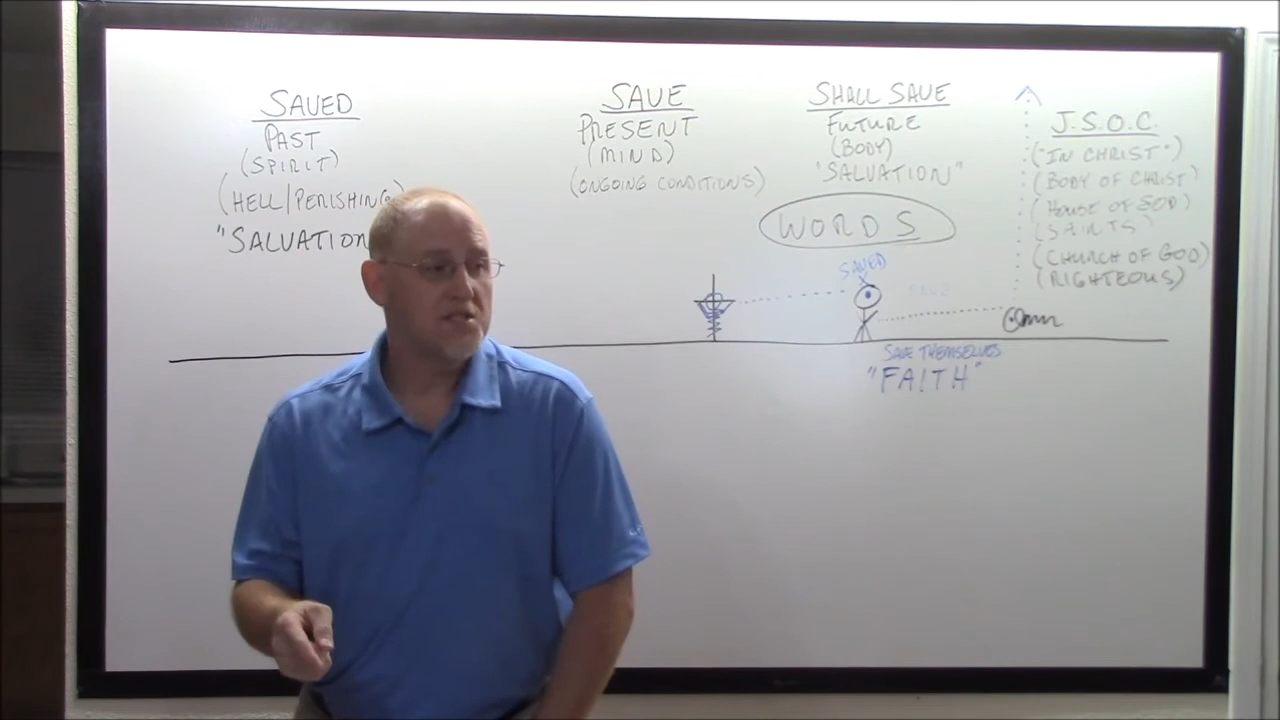 SAVED
PAST
(SPIRIT)
(HELL/PERISHING)
"SALVATION
SAVE
PRESENT
(MIND)
(ONGOING CONDITIONS)
SHALL SAVE
FUTURE
(BODY)
"SALVATION"
WORDS
J.S.O.C.
("IN CHRIST")
(BODY OF CHRIST)
(HOUSE OF GOD)
(SAINTS)
(CHURCH OF GOD)
(RIGHTEOUS)
SAVED
SAVE
SAVE THEMSELVES
"FAITH"